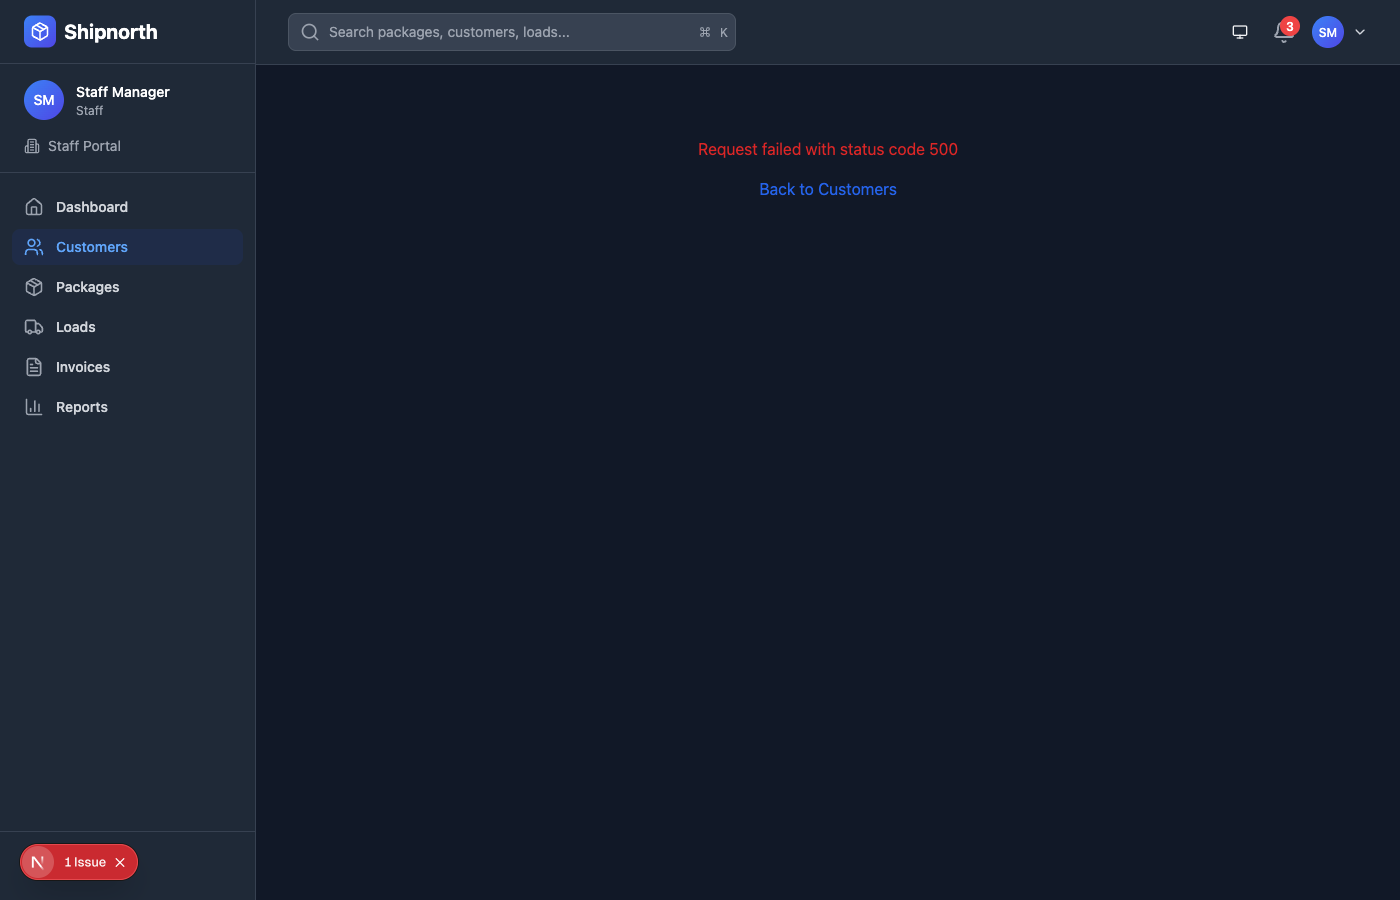 Shipnorth
SM
Staff Manager
Staff
Staff Portal
Dashboard
Customers
Packages
Loads
Invoices
Reports
N
1 Issue
Search packages, customers, loads...
⌘ K
3
SM
Request failed with status code 500
Back to Customers